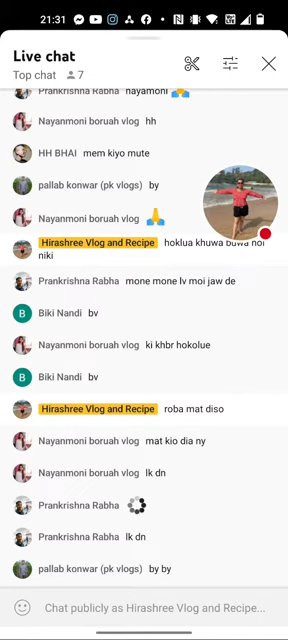 21:31
Live chat
Top chat 7
Prankrishna Rabha nayamoni 🙏
Nayanmoni boruah vlog hh
HH BHAI mem kiyo mute
pallab konwar (pk vlogs) by
Nayanmoni boruah vlog 🙏
Hirashree Vlog and Recipe hoklua khuwa buwa hol
niki
Prankrishna Rabha mone mone lv moi jaw de
B Biki Nandi bv
Nayanmoni boruah vlog ki khbr hokolue
B Biki Nandi bv
Hirashree Vlog and Recipe roba mat diso
Nayanmoni boruah vlog mat kio dia ny
Nayanmoni boruah vlog lk dn
Prankrishna Rabha
Prankrishna Rabha lk dn
pallab konwar (pk vlogs) by by
Chat publicly as Hirashree Vlog and Recipe...